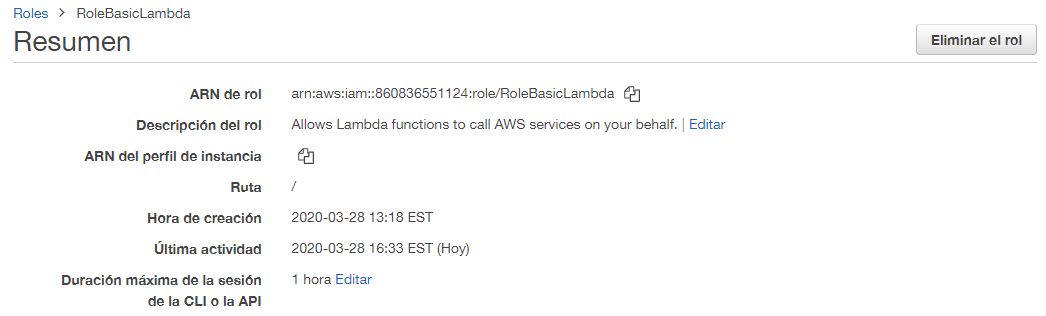 Roles > RoleBasicLambda
Resumen
Eliminar el rol
ARN de rol arn:aws:iam::860836551124:role/RoleBasicLambda
Descripción del rol Allows Lambda functions to call AWS services on your behalf. | Editar
ARN del perfil de instancia
Ruta /
Hora de creación 2020-03-28 13:18 EST
Última actividad 2020-03-28 16:33 EST (Hoy)
Duración máxima de la sesión 1 hora Editar
de la CLI o la API